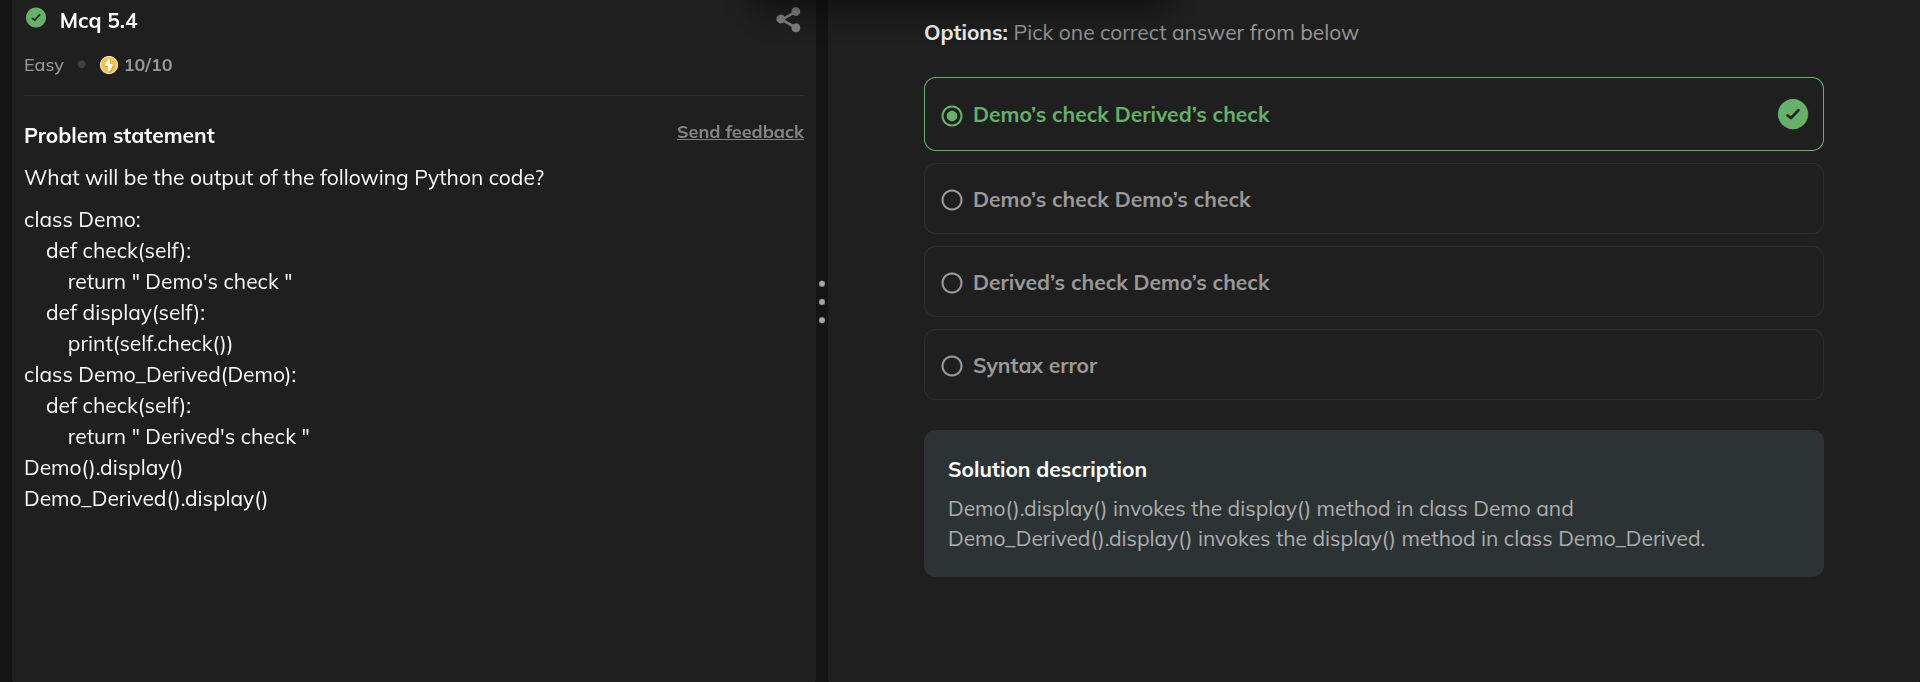 Mcq 5.4
Easy • 10/10
Problem statement
Send feedback
What will be the output of the following Python code?
class Demo:
    def check(self):
        return " Demo's check "
    def display(self):
        print(self.check())
class Demo_Derived(Demo):
    def check(self):
        return " Derived's check "
Demo().display()
Demo_Derived().display()
Options: Pick one correct answer from below
Demo’s check Derived’s check
Demo’s check Demo’s check
Derived’s check Demo’s check
Syntax error
Solution description
Demo().display() invokes the display() method in class Demo and
Demo_Derived().display() invokes the display() method in class Demo_Derived.